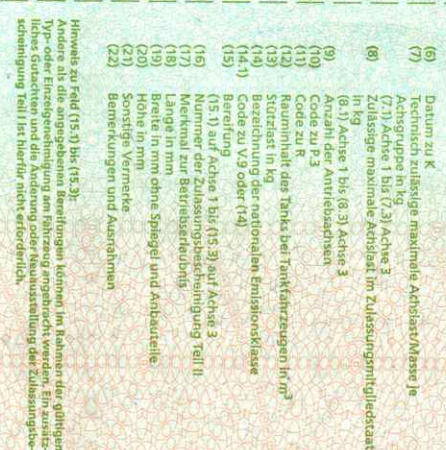 (6) Datum zu K
(7) Technisch zulässige maximale Achslast/Masse je
Achsgruppe in kg
(7.1) Achse 1 bis (7.3) Achse 3
(8) Zulässige maximale Achslast im Zulassungsmitgliedstaat
in kg
(8.1) Achse 1 bis (8.3) Achse 3
(9) Anzahl der Antriebsachsen
(10) Code zu P.3
(11) Code zu R
(12) Rauminhalt des Tanks bei Tankfahrzeugen in m³
(13) Stützlast in kg
(14) Bezeichnung der nationalen Emissionsklasse
(14.1) Code zu V.9 oder (14)
(15) Bereifung
(15.1) auf Achse 1 bis (15.3) auf Achse 3
(16) Nummer der Zulassungsbescheinigung Teil II
(17) Merkmal zur Betriebserlaubnis
(18) Länge in mm
(19) Breite in mm ohne Spiegel und Anbauteile
(20) Höhe in mm
(21) Sonstige Vermerke
(22) Bemerkungen und Ausnahmen
Hinweis zu Feld (15.1) bis (15.3):
Andere als die angegebenen Bereifungen können im Rahmen der gültigen
Typ- oder Einzelgenehmigung am Fahrzeug angebracht werden. Ein zusätz-
liches Gutachten und die Änderung oder Neuausstellung der Zulassungsbe-
scheinigung Teil I ist hierfür nicht erforderlich.